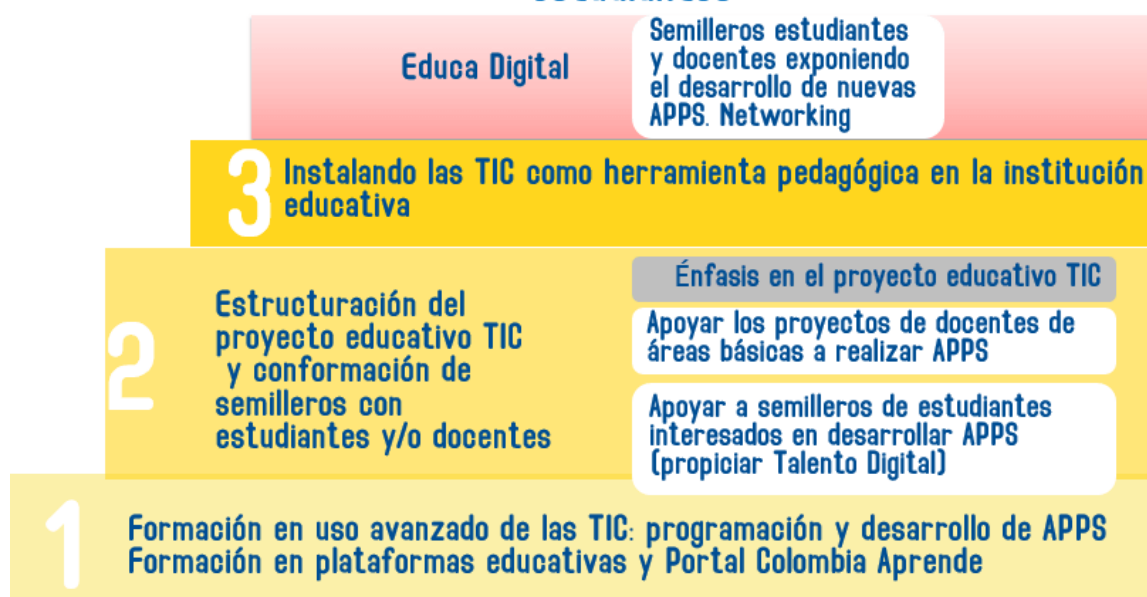 Educa Digital
Semilleros estudiantes
y docentes exponiendo
el desarrollo de nuevas
APPS. Networking
3
Instalando las TIC como herramienta pedagógica en la institución
educativa
2
Estructuración del
proyecto educativo TIC
y conformación de
semilleros con
estudiantes y/o docentes
Énfasis en el proyecto educativo TIC
Apoyar los proyectos de docentes de
áreas básicas a realizar APPS
Apoyar a semilleros de estudiantes
interesados en desarrollar APPS
(propiciar Talento Digital)
1
Formación en uso avanzado de las TIC: programación y desarrollo de APPS
Formación en plataformas educativas y Portal Colombia Aprende